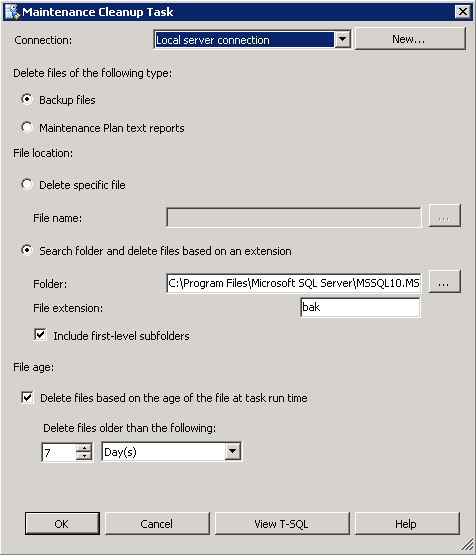 Maintenance Cleanup Task
Connection: Local server connection New...
Delete files of the following type:
Backup files
Maintenance Plan text reports
File location:
Delete specific file
File name: ...
Search folder and delete files based on an extension
Folder: C:\Program Files\Microsoft SQL Server\MSSQL10.MS ...
File extension: bak
Include first-level subfolders
File age:
Delete files based on the age of the file at task run time
Delete files older than the following:
7 Day(s)
OK Cancel View T-SQL Help